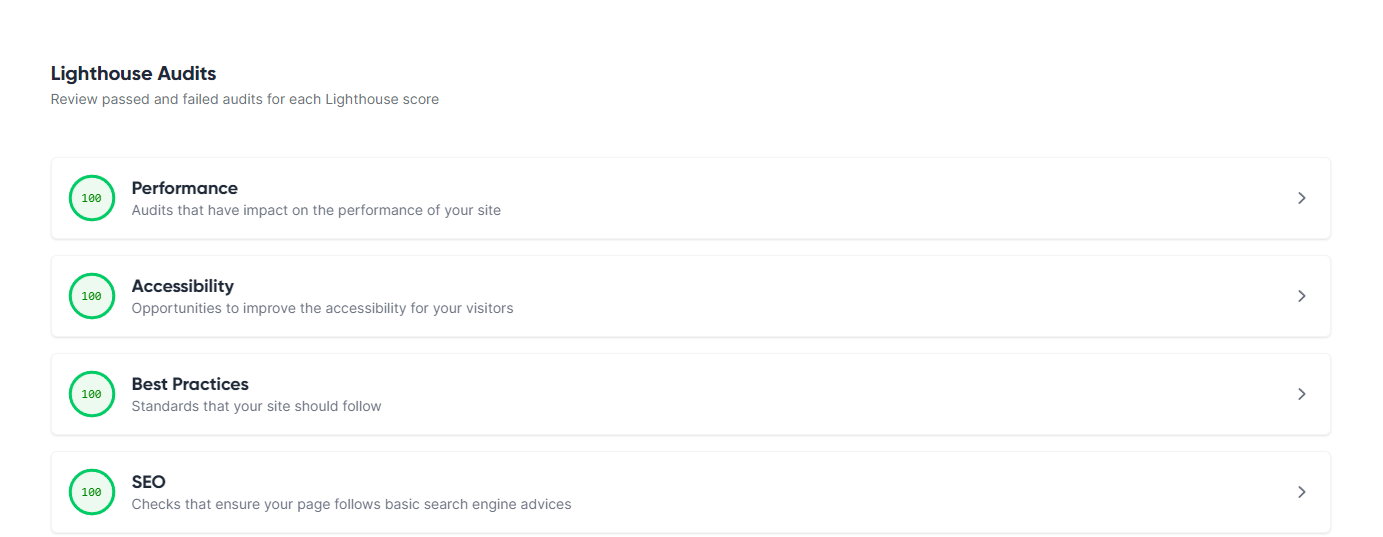 Lighthouse Audits
Review passed and failed audits for each Lighthouse score
100
Performance
Audits that have impact on the performance of your site
100
Accessibility
Opportunities to improve the accessibility for your visitors
100
Best Practices
Standards that your site should follow
100
SEO
Checks that ensure your page follows basic search engine advices